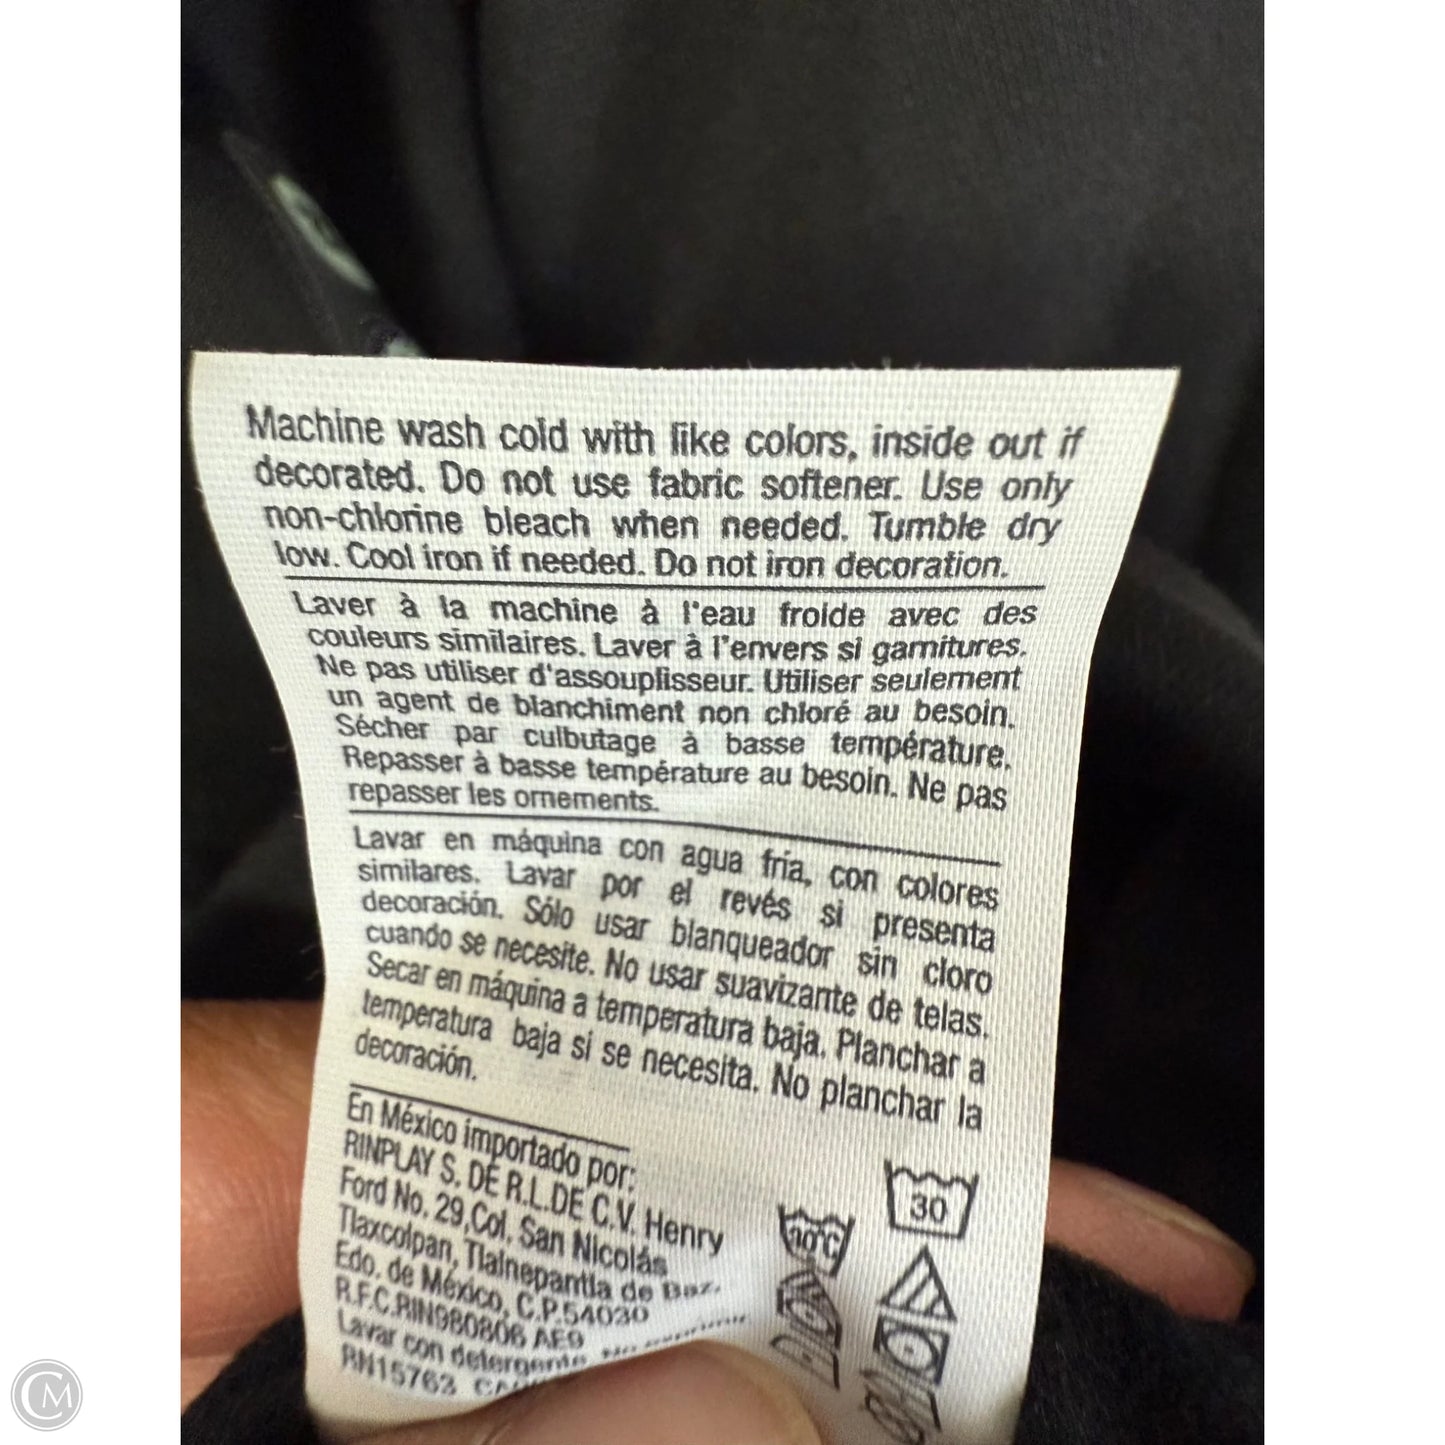 Machine wash cold with like colors, inside out if
decorated. Do not use fabric softener. Use only
non-chlorine bleach when needed. Tumble dry
low. Cool iron if needed. Do not iron decoration.
Laver à la machine à l'eau froide avec des
couleurs similaires. Laver à l'envers si garnitures.
Ne pas utiliser d'assouplisseur. Utiliser seulement
un agent de blanchiment non chloré au besoin.
Sécher par culbutage à basse température.
Repasser à basse température au besoin. Ne pas
repasser les ornements.
Lavar en máquina con agua fría, con colores
similares. Lavar por el revés si presenta
decoración. Sólo usar blanqueador sin cloro
cuando se necesite. No usar suavizante de telas.
Secar en máquina a temperatura baja. Planchar a
temperatura baja si se necesita. No planchar la
decoración.
En México importado por:
RINPLAY S. DE R.L.DE C.V. Henry
Ford No. 29,Col. San Nicolás
Tlaxcolpan, Tlalnepantla de Baz.
Edo. de México, C.P.54030
R.F.C.RIN980806 AE9
Lavar con detergente No exprimir
RN15763
30
30°C
CM